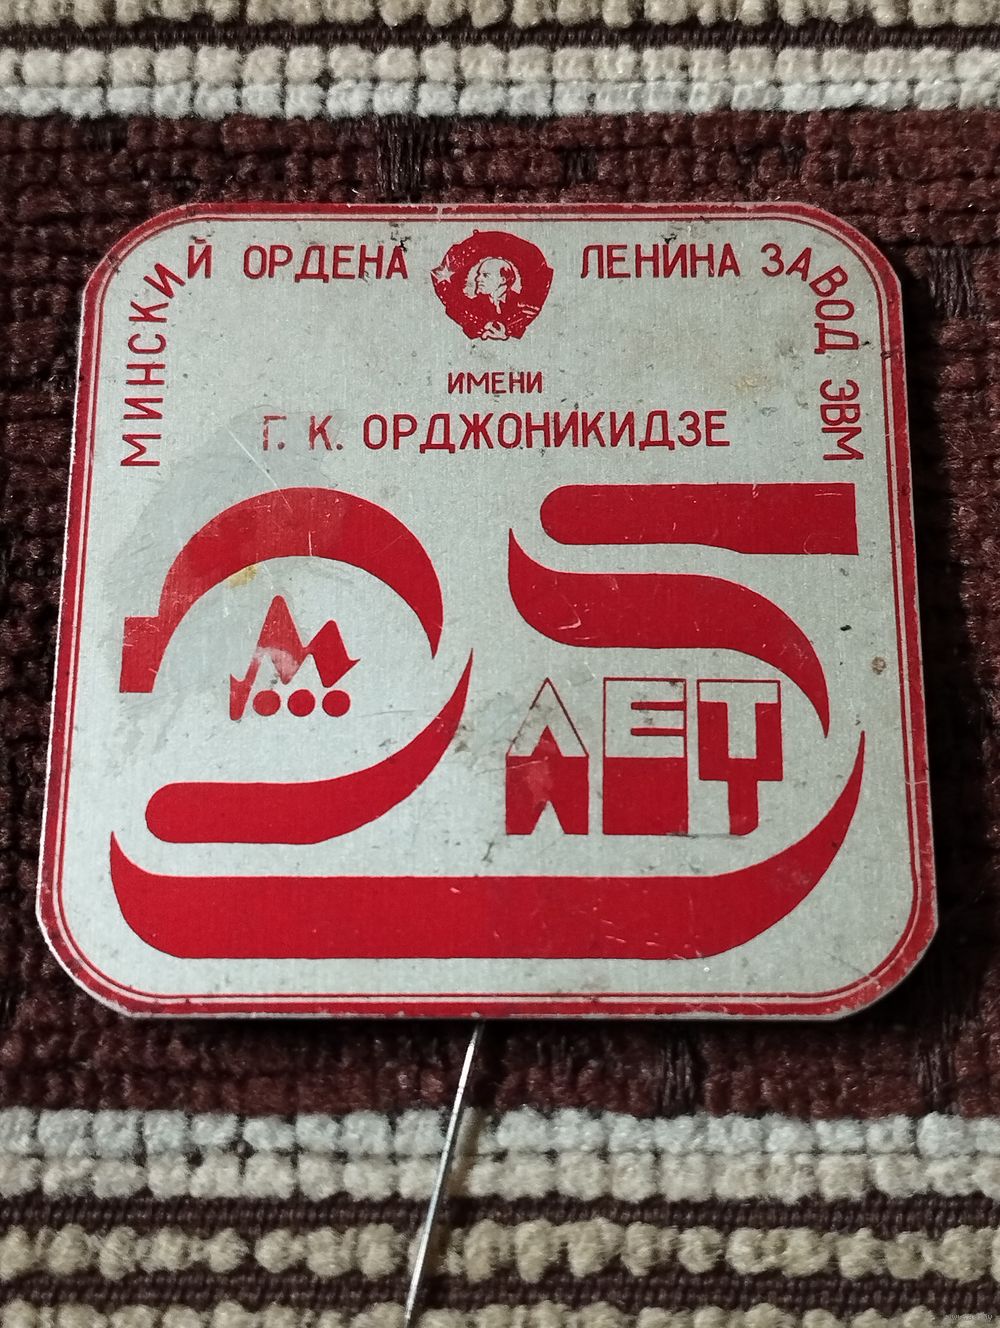 МИНСКИЙ ОРДЕНА ЛЕНИНА ЗАВОД ЭВМ
ИМЕНИ
Г. К. ОРДЖОНИКИДЗЕ
25
М
ЛЕТ